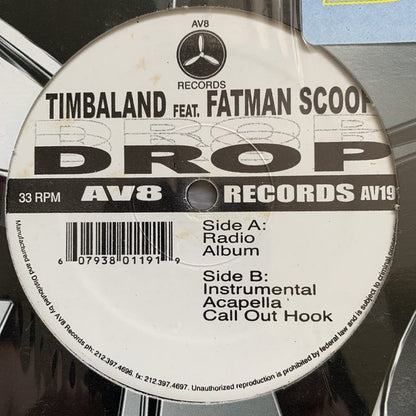 AV8
RECORDS
TIMBALAND FEAT. FATMAN SCOOP
DROP
33 RPM AV8 RECORDS AV19
Side A:
Radio
Album
Side B:
Instrumental
Acapella
Call Out Hook
6 07938 01191 9
Manufactured and Distributed by AV8 Records ph: 212.397.4696. fx: 212.397.4697. Unauthorized reproduction is prohibited by federal law and is subject to criminal